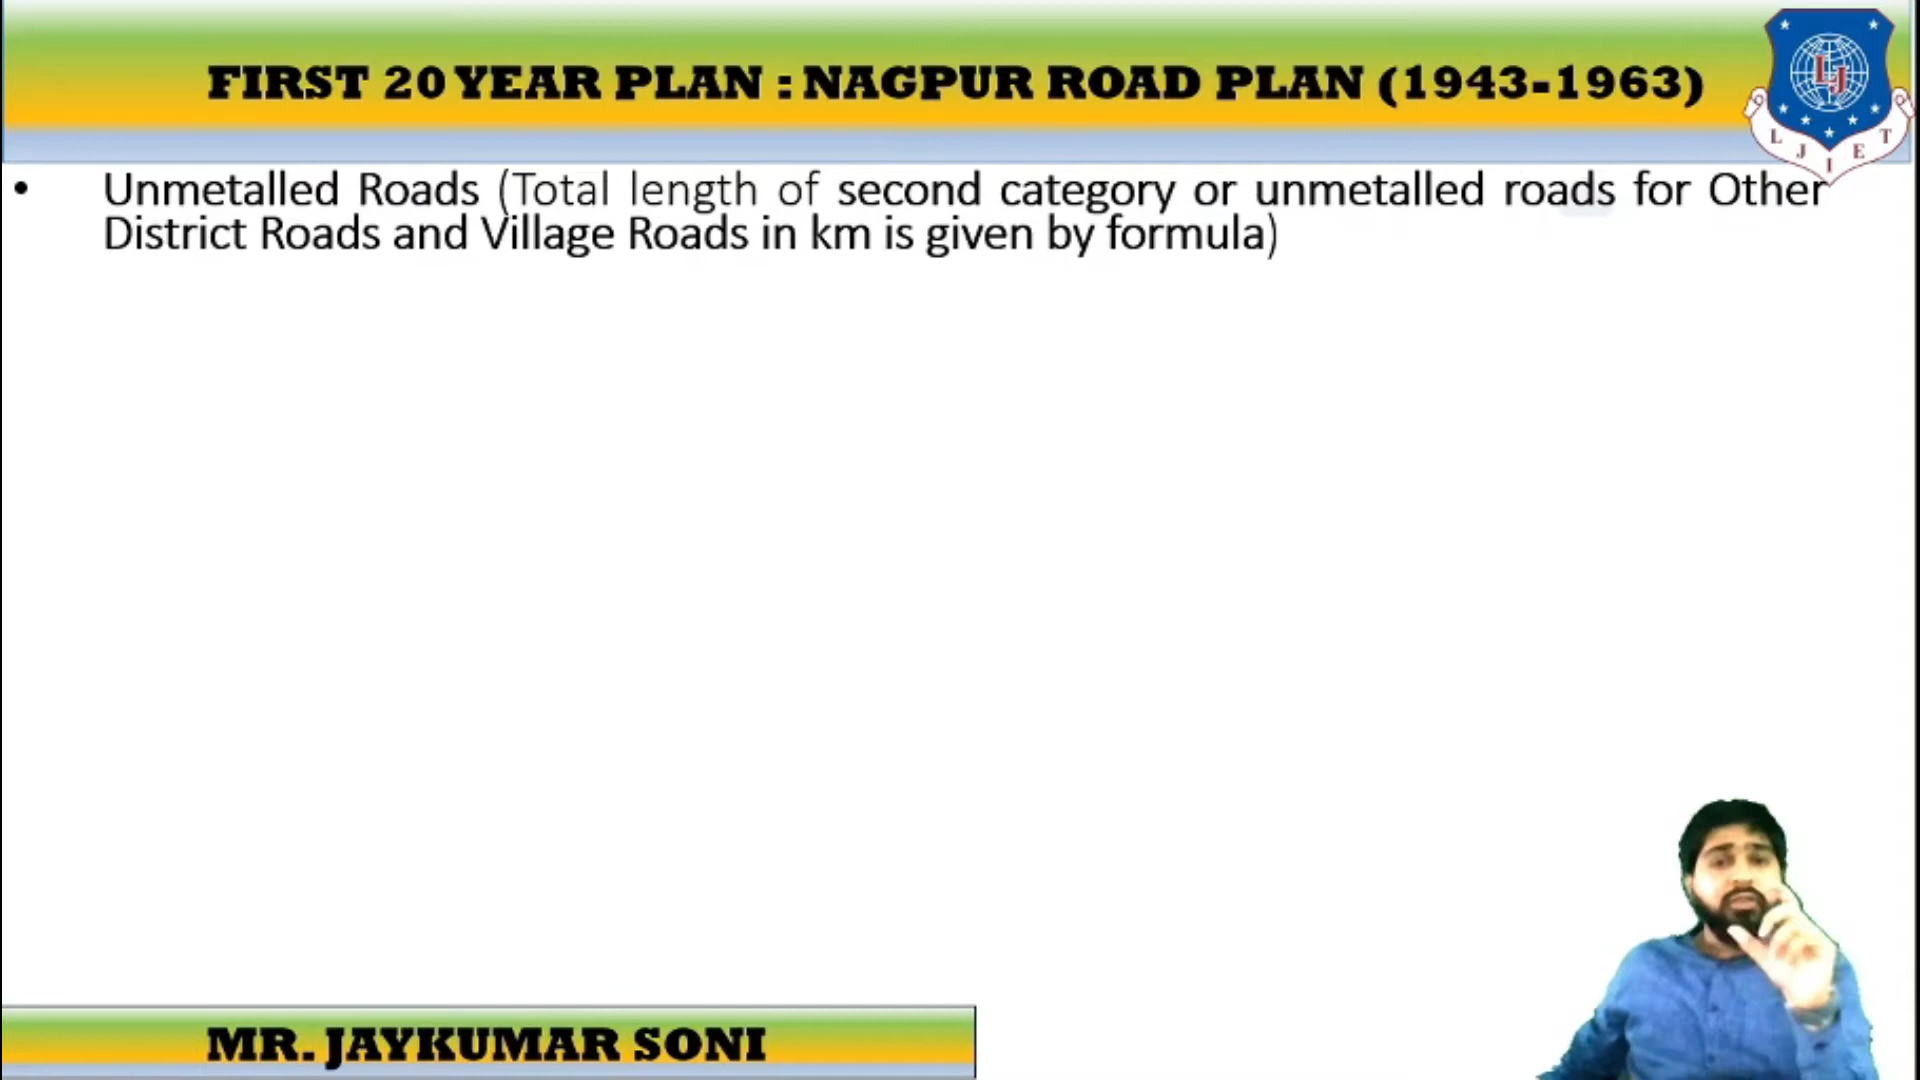 FIRST 20 YEAR PLAN : NAGPUR ROAD PLAN (1943-1963)
LJ
L J I E T
• Unmetalled Roads (Total length of second category or unmetalled roads for Other
District Roads and Village Roads in km is given by formula)
MR. JAYKUMAR SONI